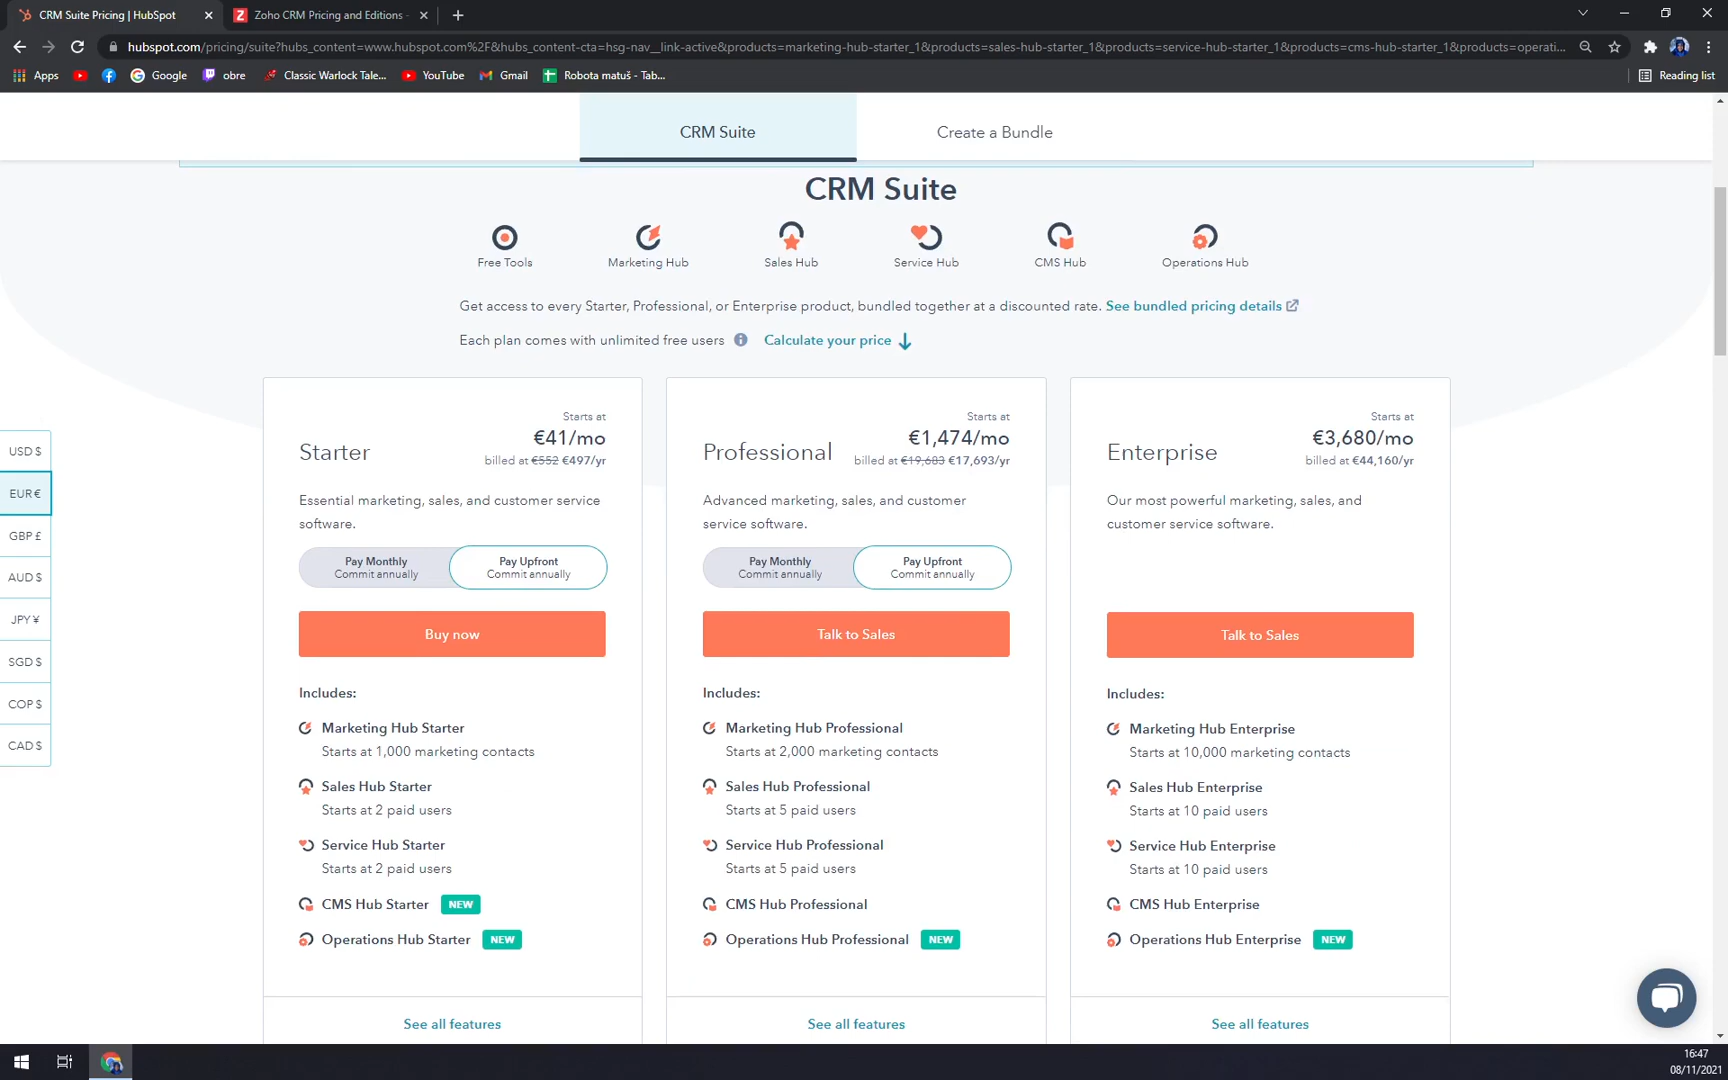 CRM Suite Pricing | HubSpot
Zoho CRM Pricing and Editions -
hubspot.com/pricing/suite?hubs_content=www.hubspot.com%2F&hubs_content-cta=hsg-nav__link-active&products=marketing-hub-starter_1&products=sales-hub-starter_1&products=service-hub-starter_1&products=cms-hub-starter_1&products=operati...
Apps
Google
obre
Classic Warlock Tale...
YouTube
Gmail
Robota matuš - Tab...
Reading list
CRM Suite
Create a Bundle
CRM Suite
Free Tools
Marketing Hub
Sales Hub
Service Hub
CMS Hub
Operations Hub
Get access to every Starter, Professional, or Enterprise product, bundled together at a discounted rate. See bundled pricing details
Each plan comes with unlimited free users
Calculate your price
USD $
EUR €
GBP £
AUD $
JPY ¥
SGD $
COP $
CAD $
Starter
Starts at
€41/mo
billed at €552 €497/yr
Essential marketing, sales, and customer service
software.
Pay Monthly
Commit annually
Pay Upfront
Commit annually
Buy now
Includes:
Marketing Hub Starter
Starts at 1,000 marketing contacts
Sales Hub Starter
Starts at 2 paid users
Service Hub Starter
Starts at 2 paid users
CMS Hub Starter NEW
Operations Hub Starter NEW
See all features
Professional
Starts at
€1,474/mo
billed at €19,683 €17,693/yr
Advanced marketing, sales, and customer
service software.
Pay Monthly
Commit annually
Pay Upfront
Commit annually
Talk to Sales
Includes:
Marketing Hub Professional
Starts at 2,000 marketing contacts
Sales Hub Professional
Starts at 5 paid users
Service Hub Professional
Starts at 5 paid users
CMS Hub Professional
Operations Hub Professional NEW
See all features
Enterprise
Starts at
€3,680/mo
billed at €44,160/yr
Our most powerful marketing, sales, and
customer service software.
Talk to Sales
Includes:
Marketing Hub Enterprise
Starts at 10,000 marketing contacts
Sales Hub Enterprise
Starts at 10 paid users
Service Hub Enterprise
Starts at 10 paid users
CMS Hub Enterprise
Operations Hub Enterprise NEW
See all features
16:47
08/11/2021